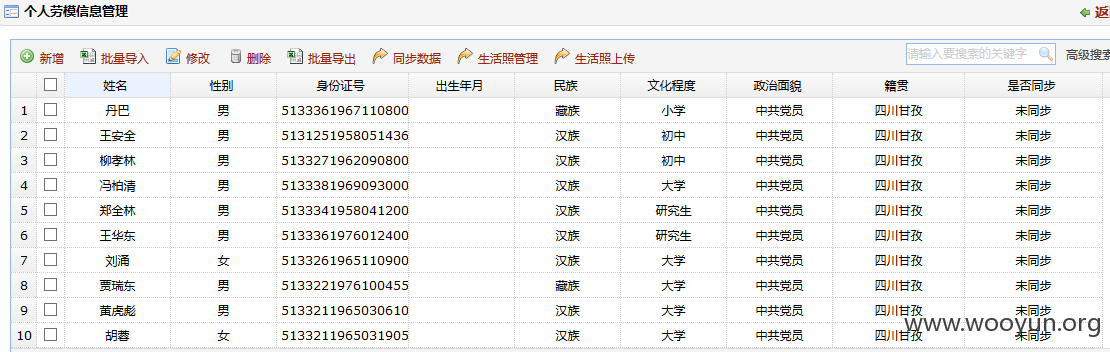 个人劳模信息管理 返
新增 批量导入 修改 删除 批量导出 同步数据 生活照管理 生活照上传 请输入要搜索的关键字 高级搜索
姓名 性别 身份证号 出生年月 民族 文化程度 政治面貌 籍贯 是否同步
1 丹巴 男 5133361967110800 藏族 小学 中共党员 四川甘孜 未同步
2 王安全 男 5131251958051436 汉族 初中 中共党员 四川甘孜 未同步
3 柳孝林 男 5133271962090800 汉族 初中 中共党员 四川甘孜 未同步
4 冯柏清 男 5133381969093000 汉族 大学 中共党员 四川甘孜 未同步
5 郑全林 男 5133341958041200 汉族 研究生 中共党员 四川甘孜 未同步
6 王华东 男 5133361976012400 汉族 研究生 中共党员 四川甘孜 未同步
7 刘涌 女 5133261965110900 汉族 大学 中共党员 四川甘孜 未同步
8 贾瑞东 男 5133221976100455 藏族 大学 中共党员 四川甘孜 未同步
9 黄虎彪 男 5133211965030610 汉族 大学 中共党员 四川甘孜 未同步
10 胡蓉 女 5133211965031905 汉族 大学 中共党员 四川甘孜 未同步
www.wooyun.org